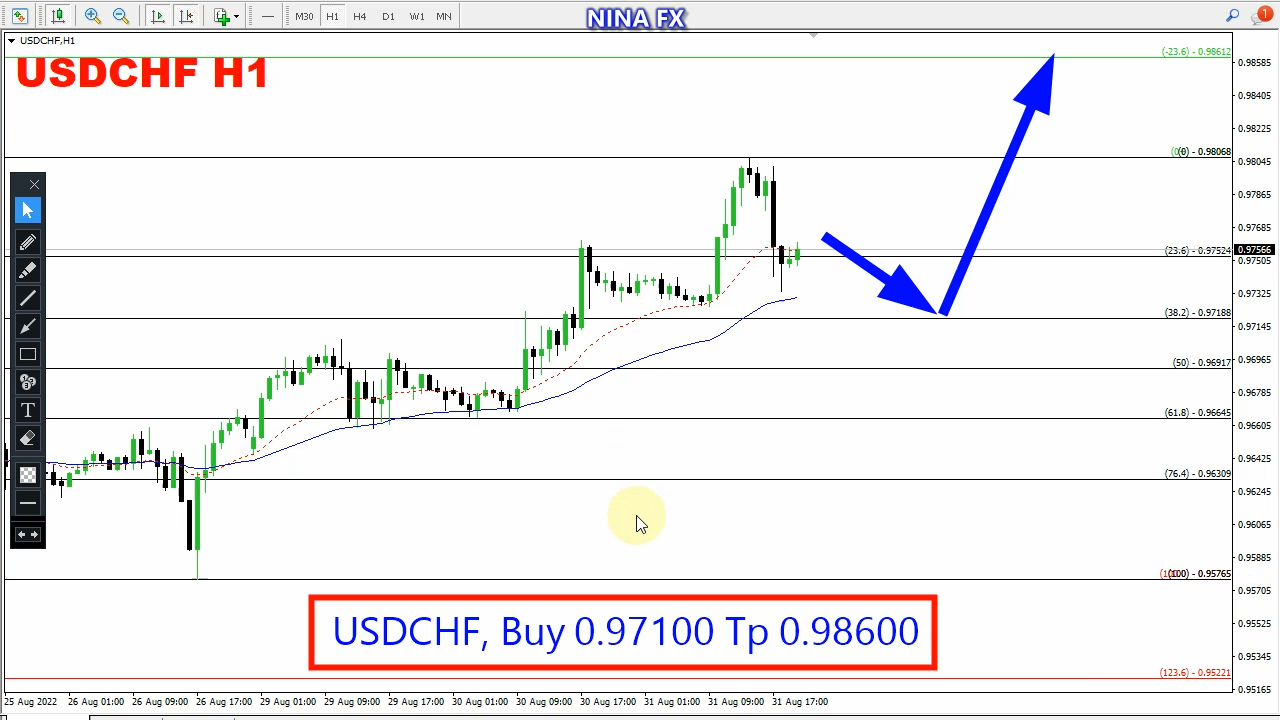 M30 H1 H4 D1 W1 MN
NINA FX
1
USDCHF,H1
USDCHF H1
(-23.6) - 0.98612
0.98585
0.98405
0.98225
(0) - 0.98068
0.98045
0.97865
0.97685
(23.6) - 0.97524
0.97566
0.97505
0.97325
(38.2) - 0.97188
0.97145
0.96965
(50) - 0.96917
0.96785
(61.8) - 0.96645
0.96605
0.96425
(76.4) - 0.96309
0.96245
0.96065
0.95885
(100) - 0.95765
0.95705
0.95525
0.95345
(123.6) - 0.95221
0.95165
T
USDCHF, Buy 0.97100 Tp 0.98600
25 Aug 2022 26 Aug 01:00 26 Aug 09:00 26 Aug 17:00 29 Aug 01:00 29 Aug 09:00 29 Aug 17:00 30 Aug 01:00 30 Aug 09:00 30 Aug 17:00 31 Aug 01:00 31 Aug 09:00 31 Aug 17:00